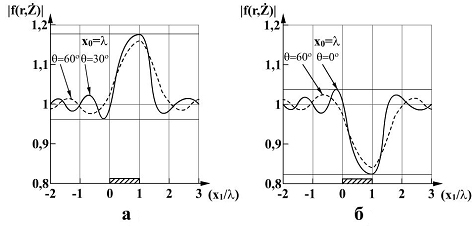 |f(r,Ż)|
1,2
x₀=λ
θ=60° θ=30°
1,1
1
0,9
0,8
-2 -1 0 1 2 3 (x₁/λ)
а
|f(r,Ż)|
1,2
x₀=λ
θ=60° θ=0°
1,1
1
0,9
0,8
-2 -1 0 1 2 3 (x₁/λ)
б